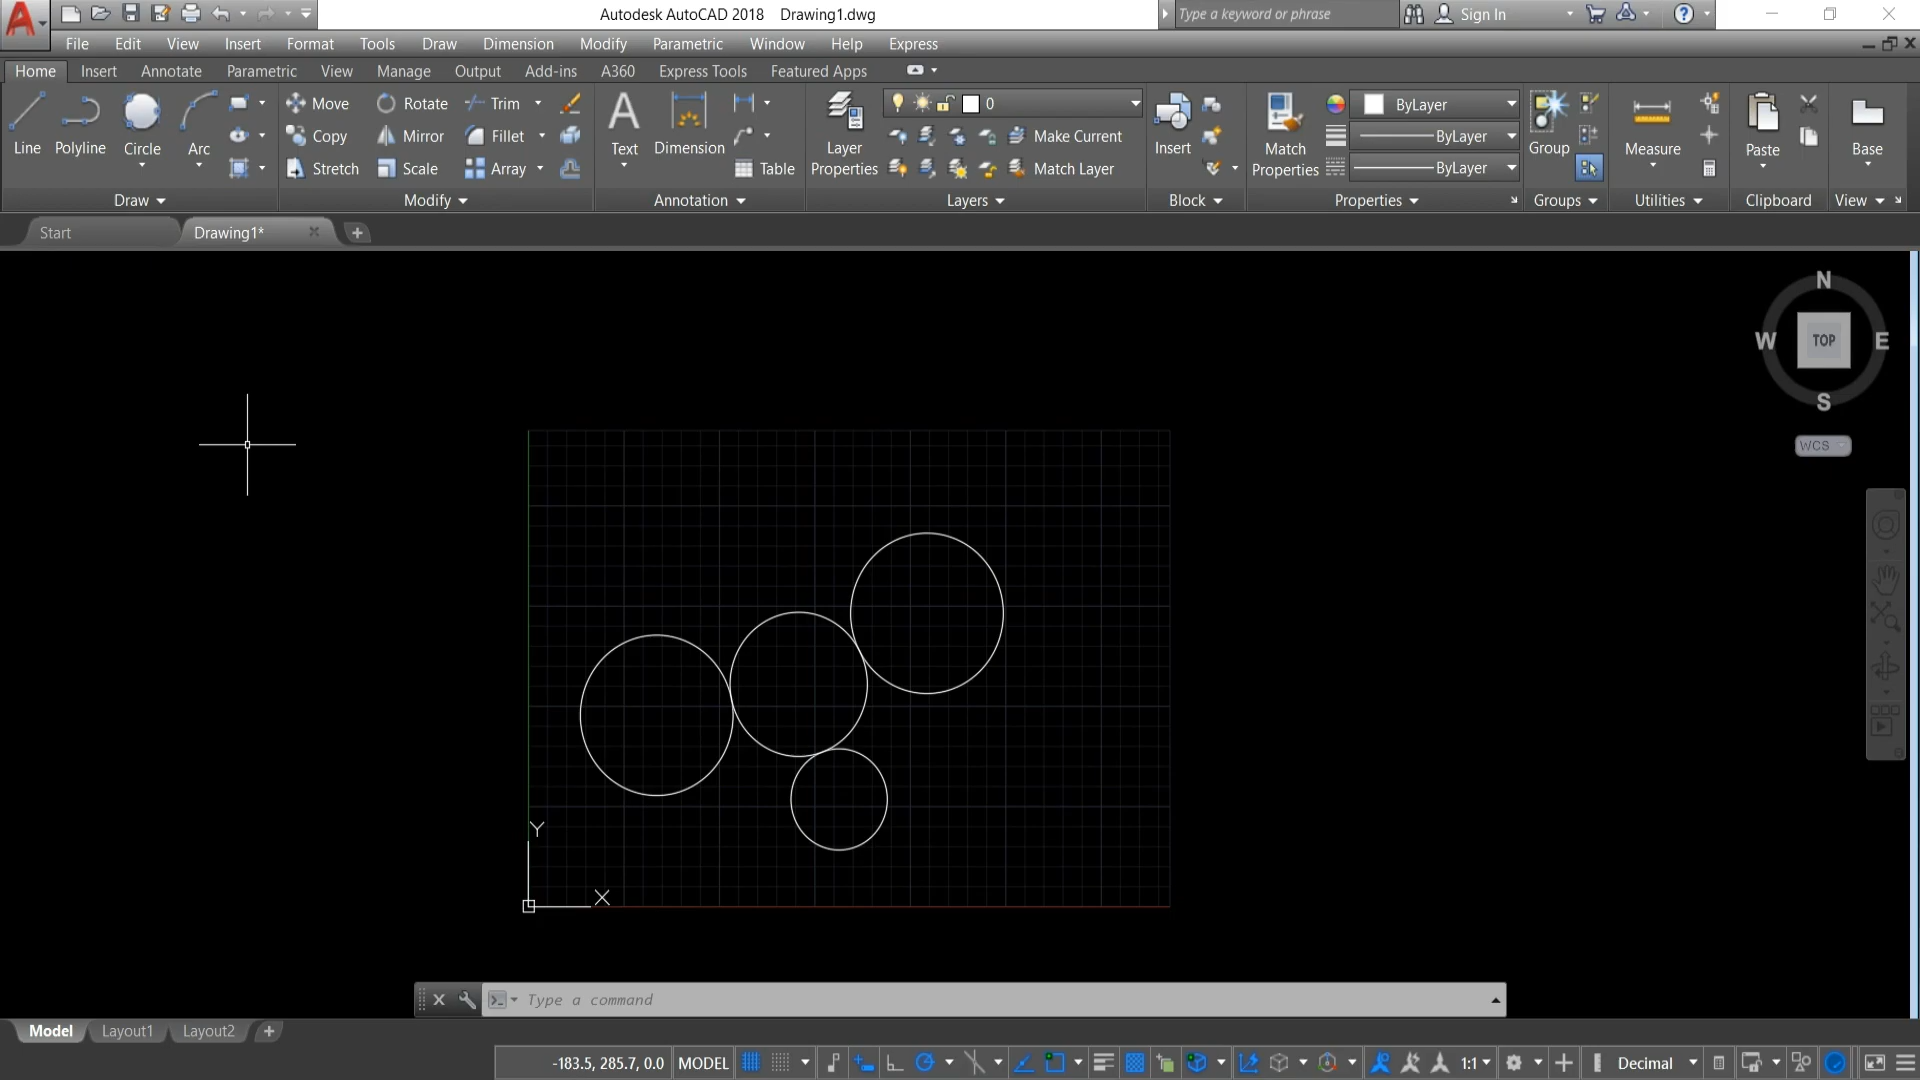 Autodesk AutoCAD 2018 Drawing1.dwg
Type a keyword or phrase
Sign In
File Edit View Insert Format Tools Draw Dimension Modify Parametric Window Help Express
Home Insert Annotate Parametric View Manage Output Add-ins A360 Express Tools Featured Apps
Line
Polyline
Circle
Arc
Draw
Move Rotate Trim
Copy Mirror Fillet
Stretch Scale Array
Modify
Text
Dimension
Table
Annotation
Layer
Properties
0
Make Current
Match Layer
Layers
Insert
Block
Match
Properties
ByLayer
ByLayer
ByLayer
Properties
Group
Groups
Measure
Utilities
Paste
Clipboard
Base
View
Start
Drawing1*
N
W TOP E
S
WCS
Y
X
Type a command
Model Layout1 Layout2
-183.5, 285.7, 0.0 MODEL 1:1 Decimal